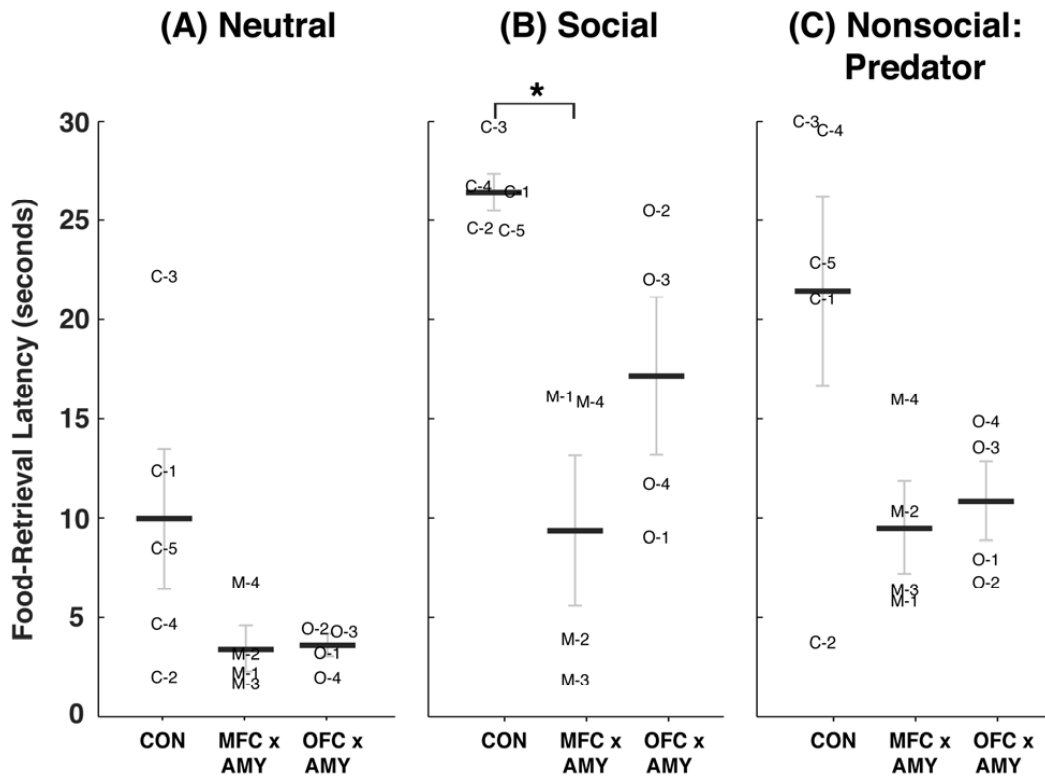 (A) Neutral
(B) Social
(C) Nonsocial:
Predator
*
Food-Retrieval Latency (seconds)
30
25
20
15
10
5
0
C-3
C-1
C-5
C-4
C-2
M-4
M-2
M-1
M-3
O-2
O-3
O-1
O-4
CON
MFC x
AMY
OFC x
AMY
C-3
C-4
C-1
C-2
C-5
M-1
M-4
M-2
M-3
O-2
O-3
O-4
O-1
CON
MFC x
AMY
OFC x
AMY
C-3
C-4
C-5
C-1
C-2
M-4
M-2
M-3
M-1
O-4
O-3
O-1
O-2
CON
MFC x
AMY
OFC x
AMY